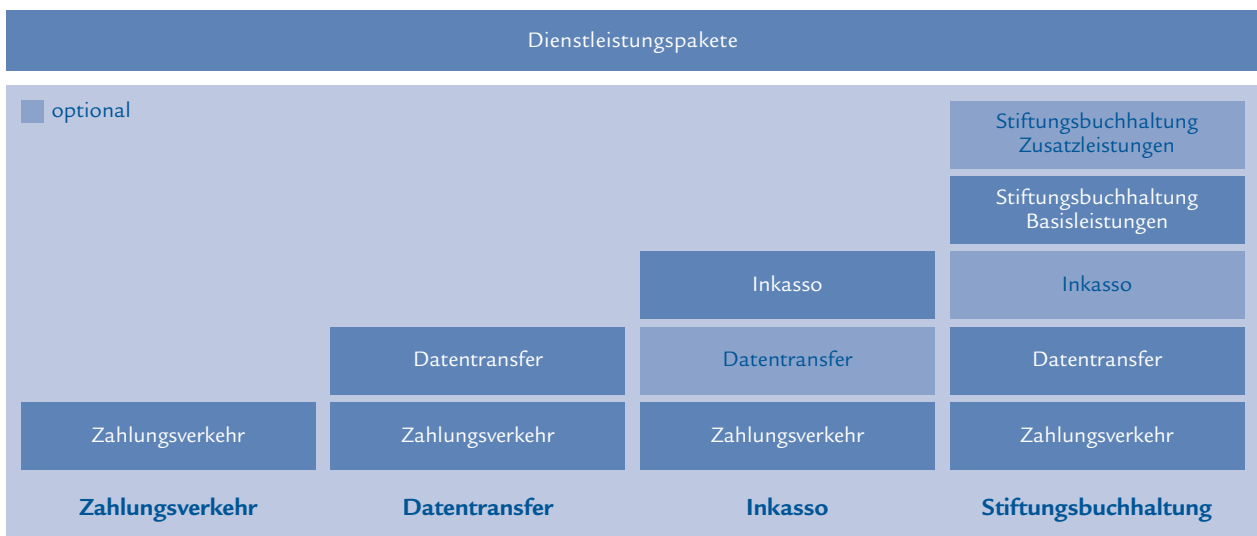 Dienstleistungspakete
optional
Stiftungsbuchhaltung
Zusatzleistungen
Stiftungsbuchhaltung
Basisleistungen
Inkasso
Inkasso
Datentransfer
Datentransfer
Datentransfer
Zahlungsverkehr
Zahlungsverkehr
Zahlungsverkehr
Zahlungsverkehr
Zahlungsverkehr
Datentransfer
Inkasso
Stiftungsbuchhaltung